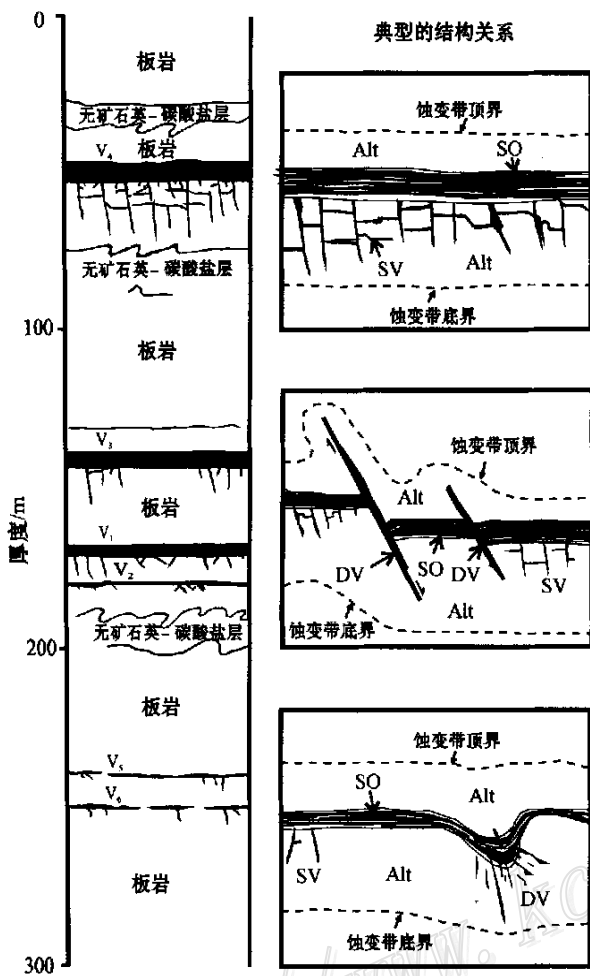 0
100
200
300
厚度/m
板岩
无矿石英-碳酸盐层
板岩
V₄
无矿石英-碳酸盐层
板岩
V₃
板岩
V₁
V₂
无矿石英-碳酸盐层
板岩
V₅
V₆
板岩
典型的结构关系
蚀变带顶界
Alt
SO
SV
Alt
蚀变带底界
蚀变带顶界
Alt
DV
SO
DV
SV
Alt
蚀变带底界
蚀变带顶界
SO
Alt
SV
Alt
DV
蚀变带底界